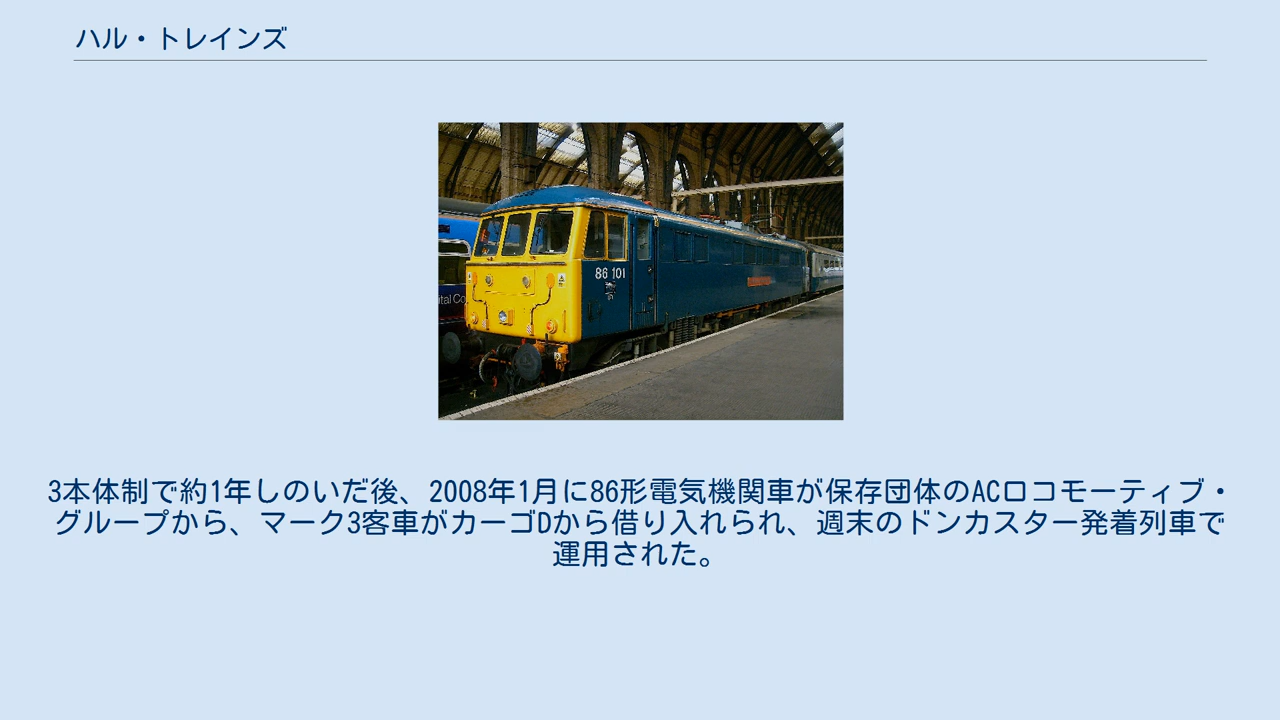 ハル・トレインズ
86 101
ital Co
3本体制で約1年しのいだ後、2008年1月に86形電気機関車が保存団体のACロコモーティブ・
グループから、マーク3客車がカーゴDから借り入れられ、週末のドンカスター発着列車で
運用された。